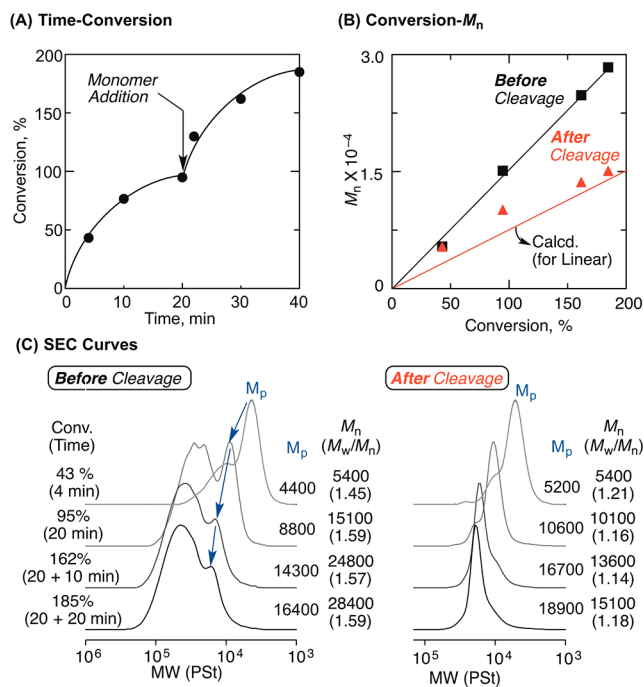 (A) Time-Conversion
200
150
100
50
0
0
10
20
30
40
Conversion, %
Time, min
Monomer
Addition
(B) Conversion-Mn
3.0
1.5
0
0
50
100
150
200
Mn X 10⁻⁴
Conversion, %
Before
Cleavage
After
Cleavage
Calcd.
(for Linear)
(C) SEC Curves
Before Cleavage
Mp
Conv.
(Time)
Mp
Mn
(Mw/Mn)
43 %
(4 min)
4400
5400
(1.45)
95%
(20 min)
8800
15100
(1.59)
162%
(20 + 10 min)
14300
24800
(1.57)
185%
(20 + 20 min)
16400
28400
(1.59)
10⁶
10⁵
10⁴
10³
MW (PSt)
After Cleavage
Mp
Mp
Mn
(Mw/Mn)
5200
5400
(1.21)
10600
10100
(1.16)
16700
13600
(1.14)
18900
15100
(1.18)
10⁵
10⁴
10³
MW (PSt)